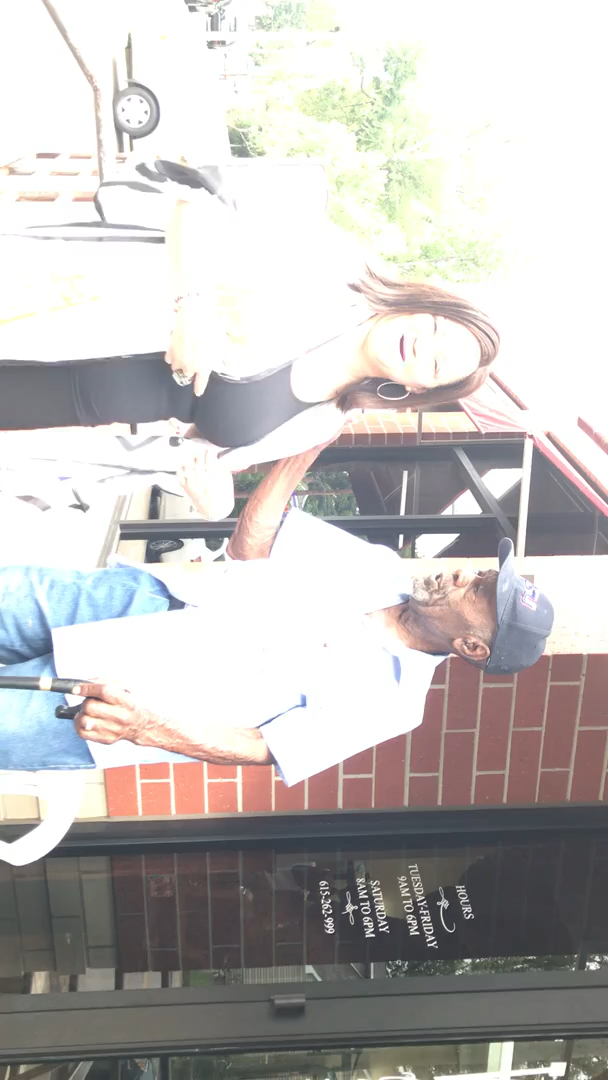 HOURS
TUESDAY-FRIDAY
9AM TO 6PM
SATURDAY
8AM TO 6PM
615-262-999